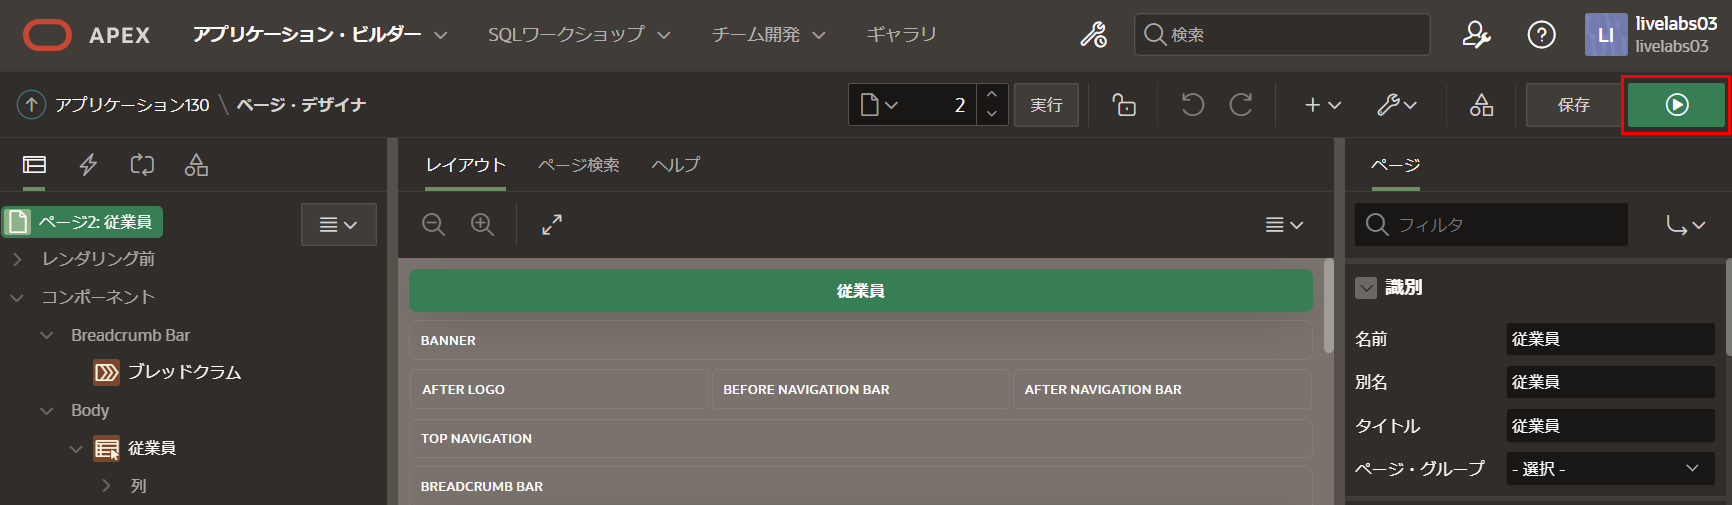 APEX アプリケーション・ビルダー SQLワークショップ チーム開発 ギャラリ 検索 LI livelabs03
livelabs03
アプリケーション130 \ ページ・デザイナ 2 実行 保存
レイアウト ページ検索 ヘルプ ページ
ページ2: 従業員
フィルタ
レンダリング前
コンポーネント
Breadcrumb Bar
ブレッドクラム
Body
従業員
列
従業員
BANNER
AFTER LOGO BEFORE NAVIGATION BAR AFTER NAVIGATION BAR
TOP NAVIGATION
BREADCRUMB BAR
識別
名前 従業員
別名 従業員
タイトル 従業員
ページ・グループ - 選択 -